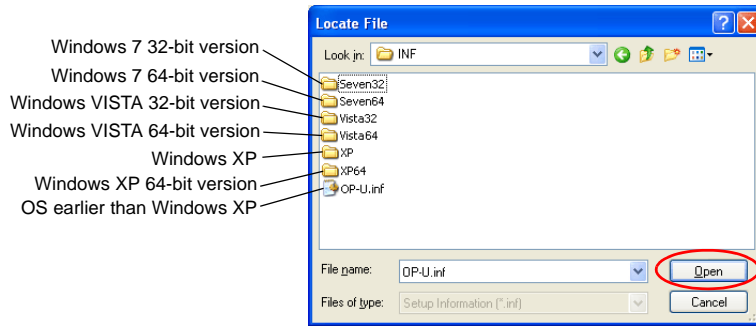 Locate File
Look in: INF
Windows 7 32-bit version
Seven32
Windows 7 64-bit version
Seven64
Windows VISTA 32-bit version
Vista32
Windows VISTA 64-bit version
Vista64
Windows XP
XP
Windows XP 64-bit version
XP64
OS earlier than Windows XP
OP-U.inf
File name: OP-U.inf Open
Files of type: Setup Information (*.inf) Cancel